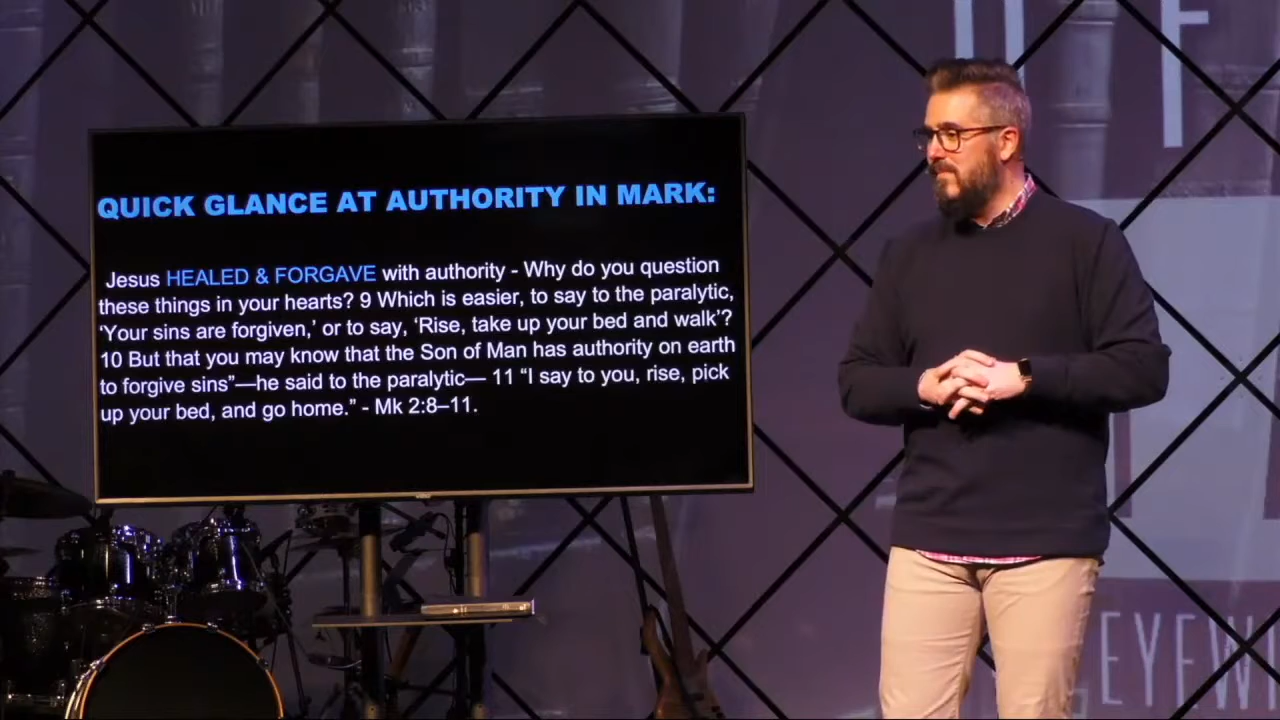 QUICK GLANCE AT AUTHORITY IN MARK:
Jesus HEALED & FORGAVE with authority - Why do you question
these things in your hearts? 9 Which is easier, to say to the paralytic,
‘Your sins are forgiven,’ or to say, ‘Rise, take up your bed and walk’?
10 But that you may know that the Son of Man has authority on earth
to forgive sins”—he said to the paralytic— 11 “I say to you, rise, pick
up your bed, and go home.” - Mk 2:8–11.